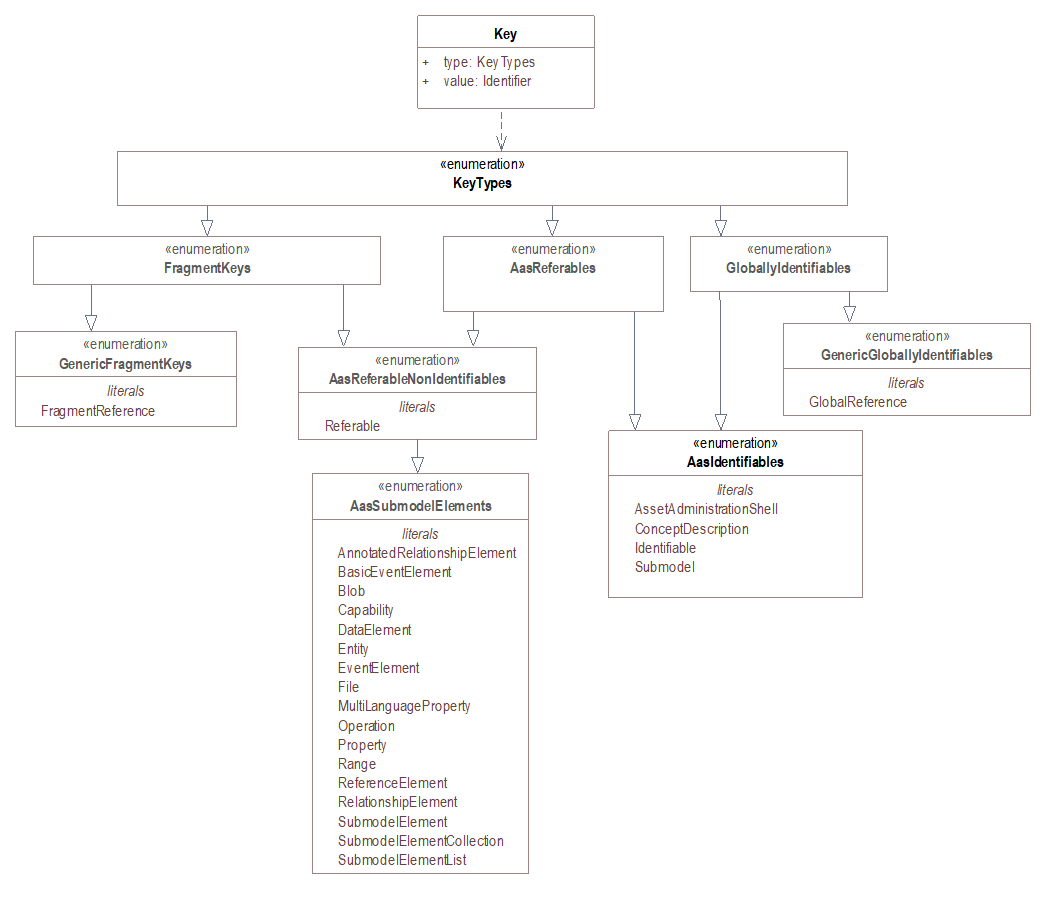 Key
+ type: KeyTypes
+ value: Identifier
«enumeration»
KeyTypes
«enumeration»
FragmentKeys
«enumeration»
AasReferables
«enumeration»
GloballyIdentifiables
«enumeration»
GenericFragmentKeys
literals
FragmentReference
«enumeration»
AasReferableNonIdentifiables
literals
Referable
«enumeration»
GenericGloballyIdentifiables
literals
GlobalReference
«enumeration»
AasIdentifiables
literals
AssetAdministrationShell
ConceptDescription
Identifiable
Submodel
«enumeration»
AasSubmodelElements
literals
AnnotatedRelationshipElement
BasicEventElement
Blob
Capability
DataElement
Entity
EventElement
File
MultiLanguageProperty
Operation
Property
Range
ReferenceElement
RelationshipElement
SubmodelElement
SubmodelElementCollection
SubmodelElementList